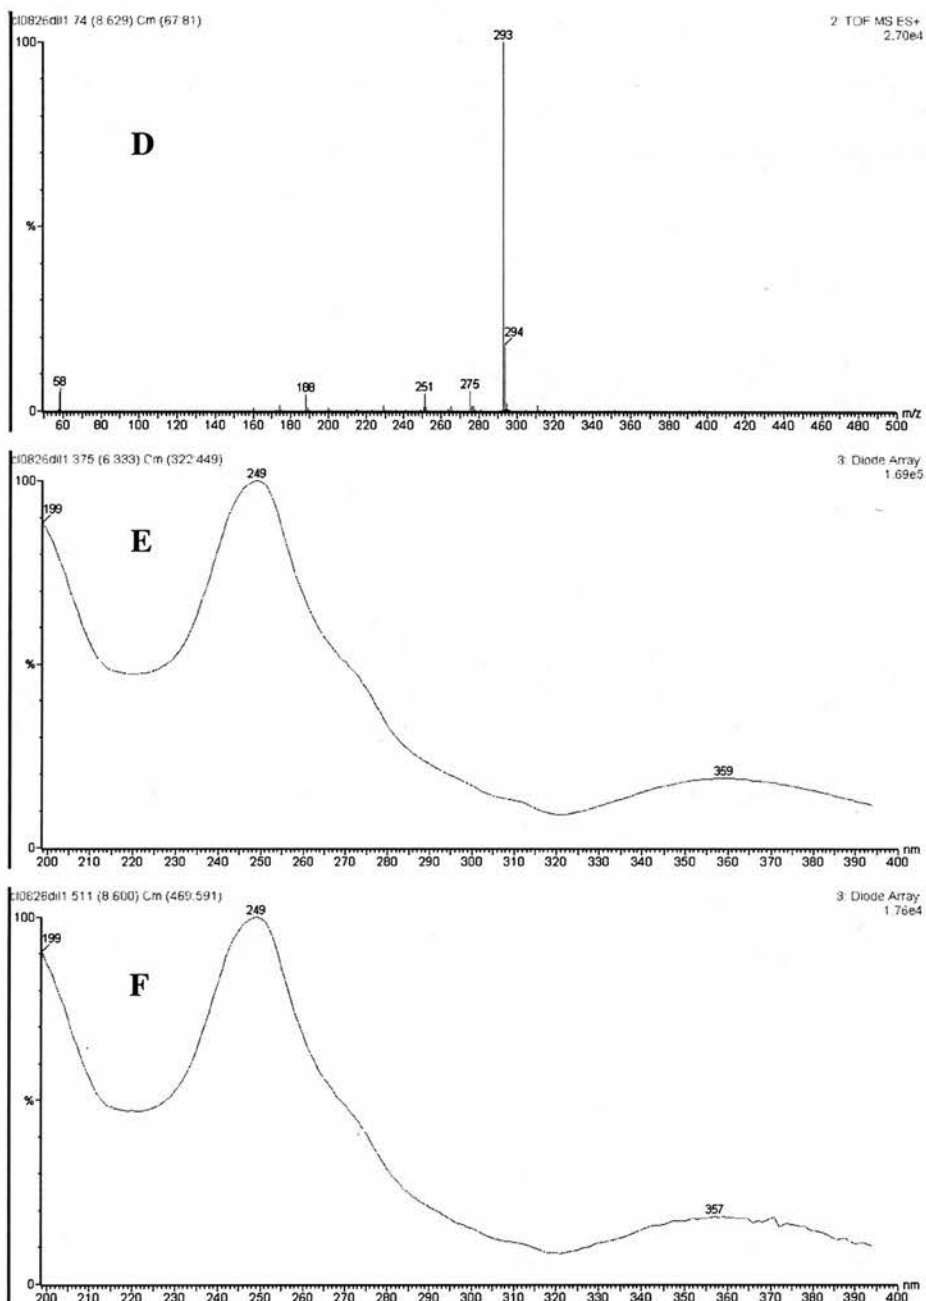 cl0826dil1 74 (8.629) Cm (67:81)
2: TOF MS ES+
2.70e4
100
293
D
%
294
58
188
251
275
0
60 80 100 120 140 160 180 200 220 240 260 280 300 320 340 360 380 400 420 440 460 480 500
m/z
cl0826dil1 375 (6.333) Cm (322:449)
3: Diode Array
1.69e5
100
249
199
E
%
359
0
200 210 220 230 240 250 260 270 280 290 300 310 320 330 340 350 360 370 380 390 400
nm
cl0826dil1 511 (8.600) Cm (469:591)
3: Diode Array
1.76e4
100
249
199
F
%
357
0
200 210 220 230 240 250 260 270 280 290 300 310 320 330 340 350 360 370 380 390 400
nm